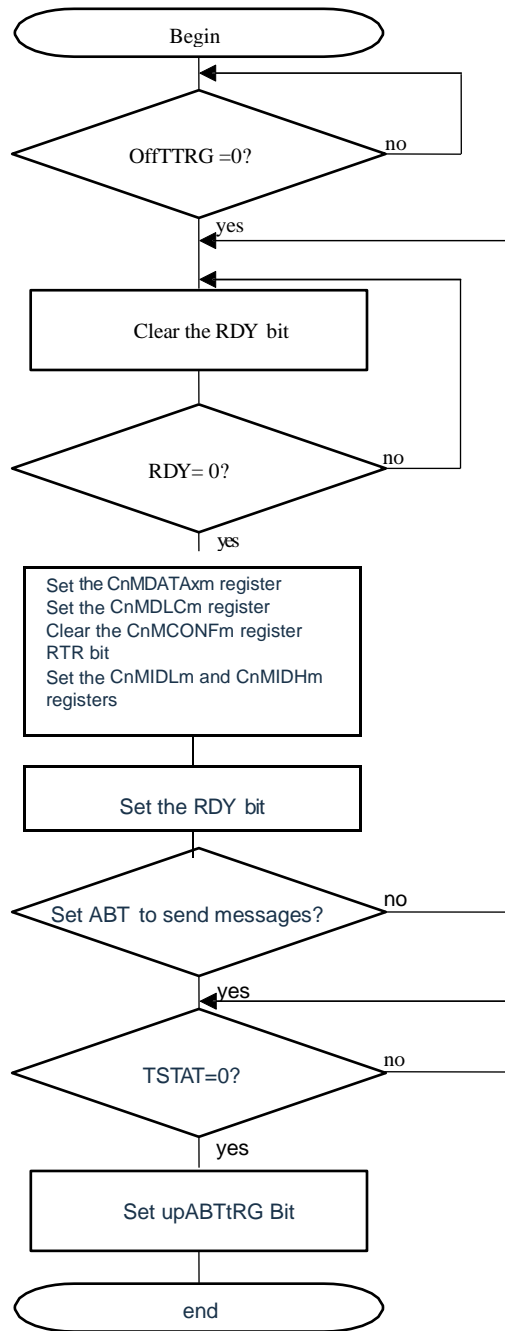 Begin
OffTTRG =0?
no
yes
Clear the RDY bit
RDY= 0?
no
yes
Set the CnMDATAxm register
Set the CnMDLCm register
Clear the CnMCONFm register
RTR bit
Set the CnMIDLm and CnMIDHm
registers
Set the RDY bit
Set ABT to send messages?
no
yes
TSTAT=0?
no
yes
Set upABTtRG Bit
end